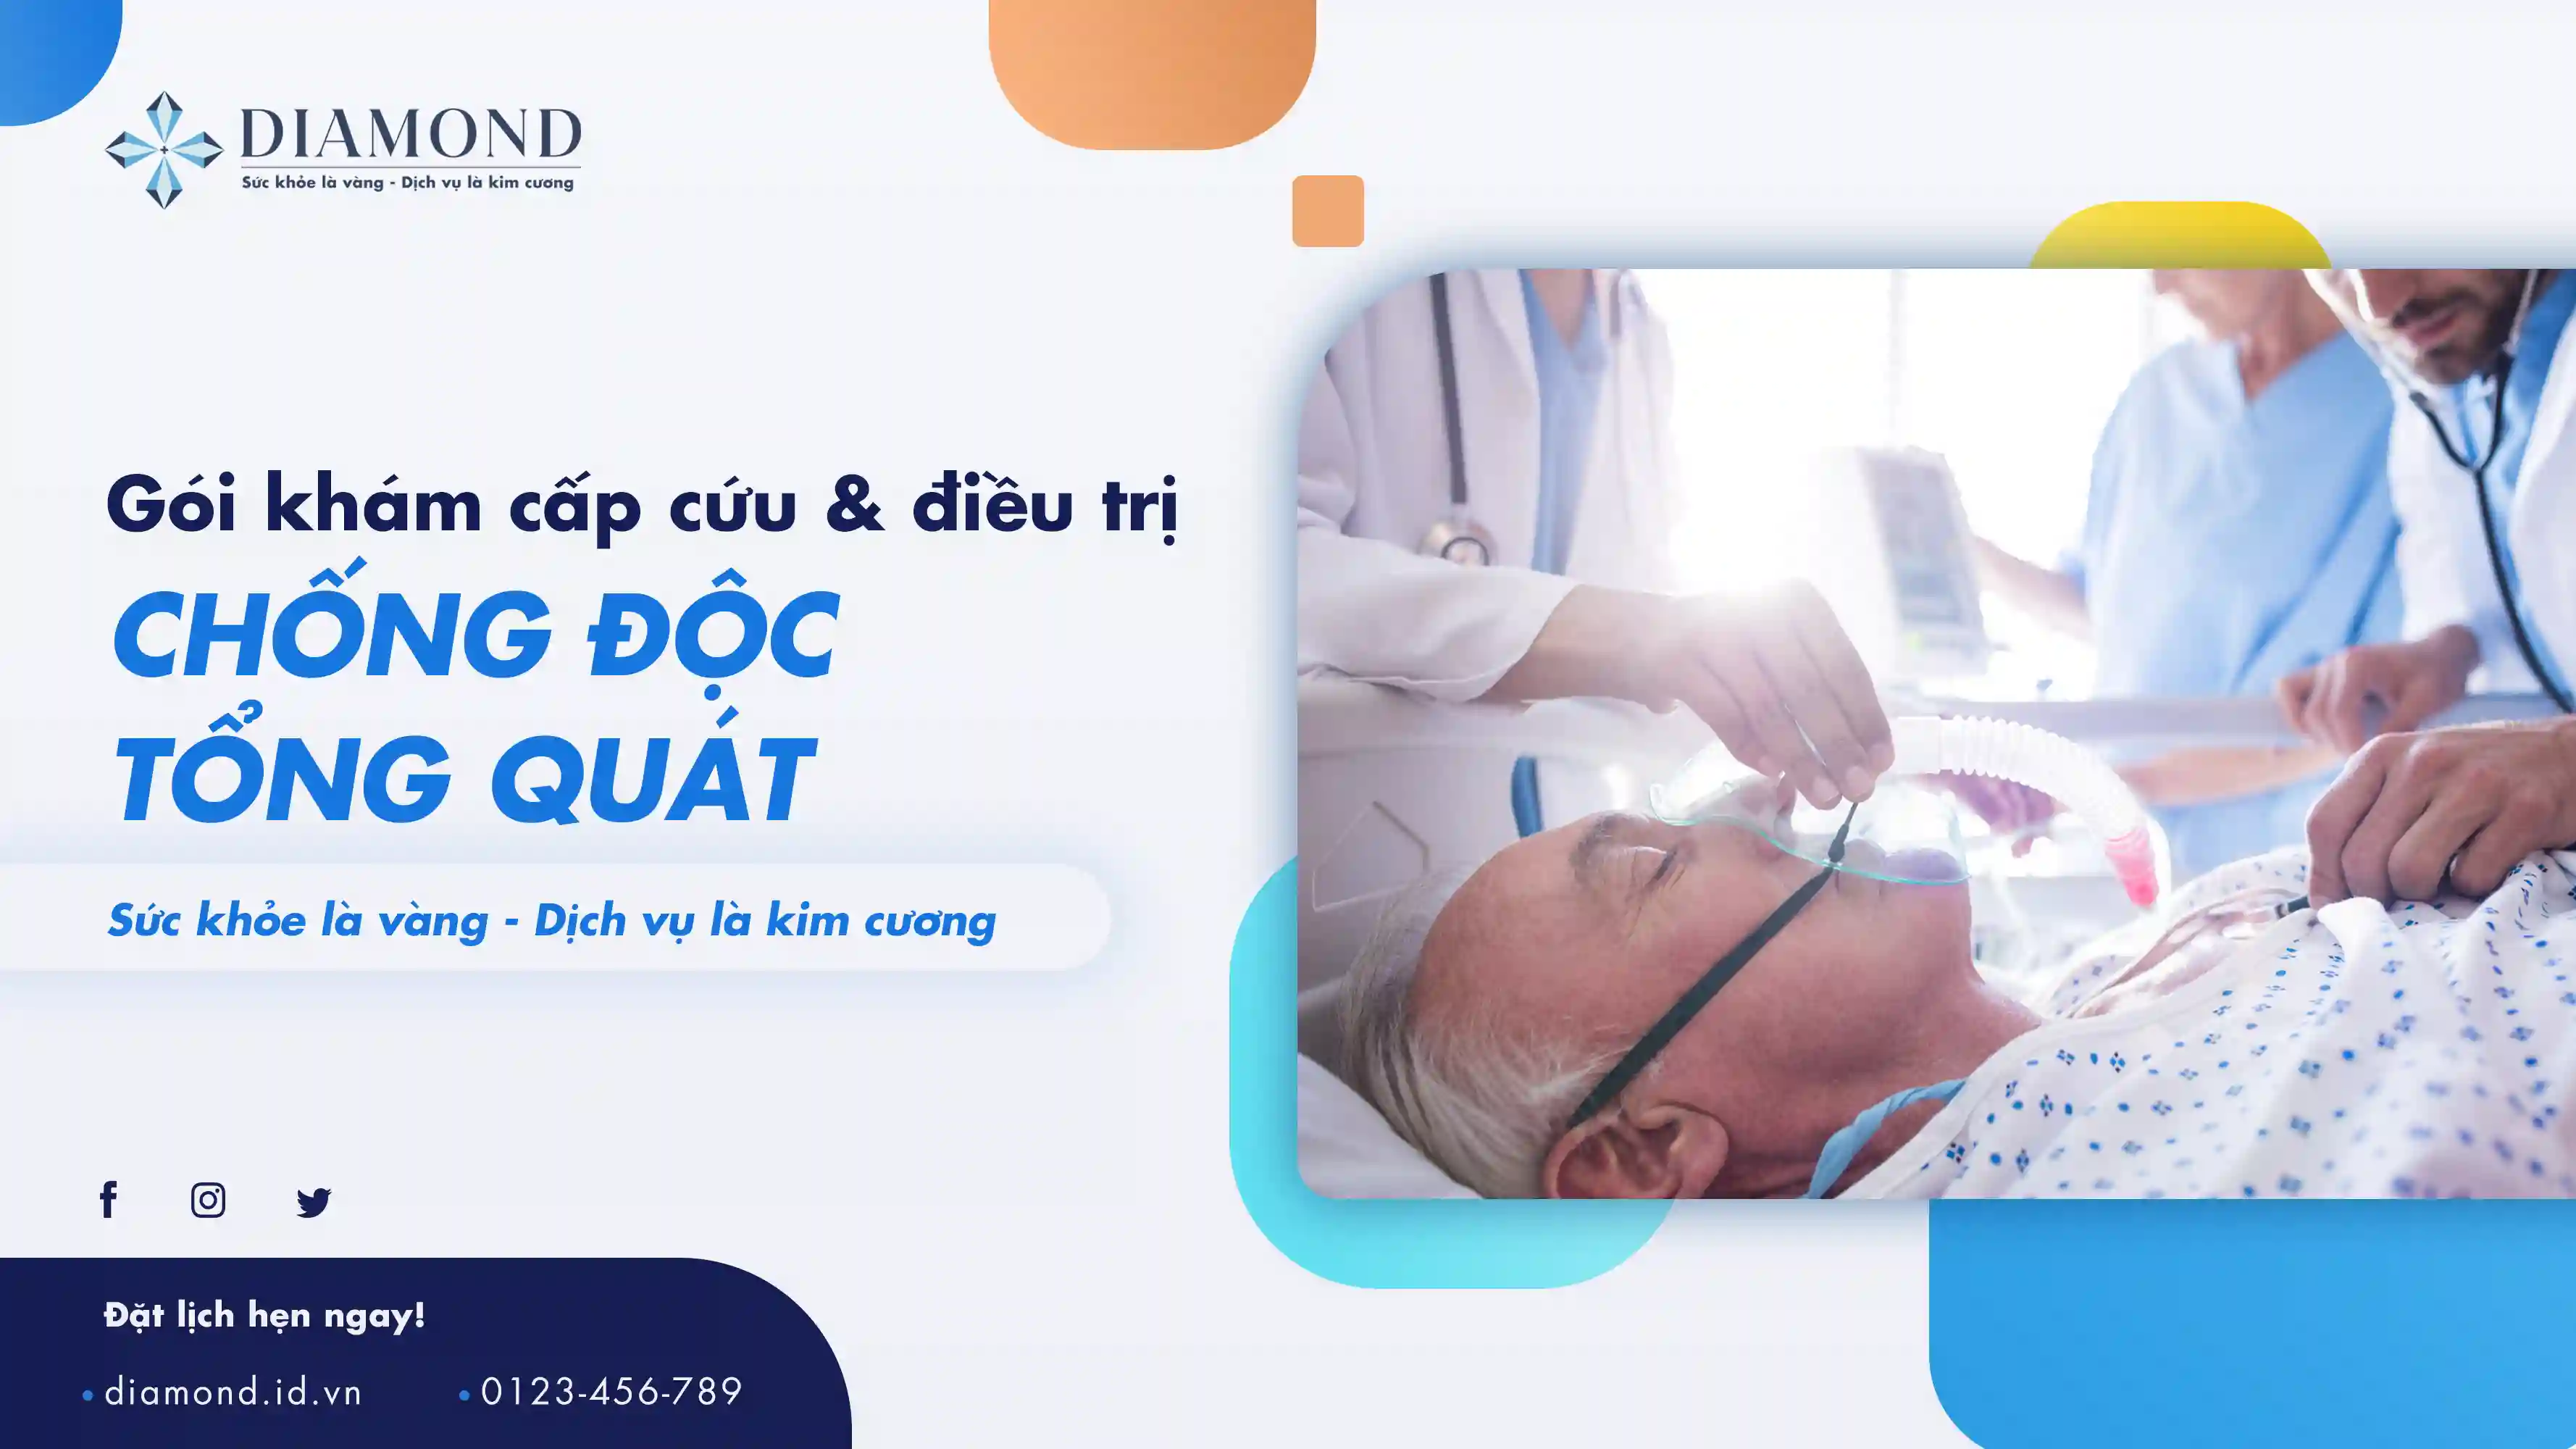 DIAMOND
Sức khỏe là vàng - Dịch vụ là kim cương
Gói khám cấp cứu & điều trị
CHỐNG ĐỘC
TỔNG QUÁT
Sức khỏe là vàng - Dịch vụ là kim cương
Đặt lịch hẹn ngay!
diamond.id.vn
0123-456-789